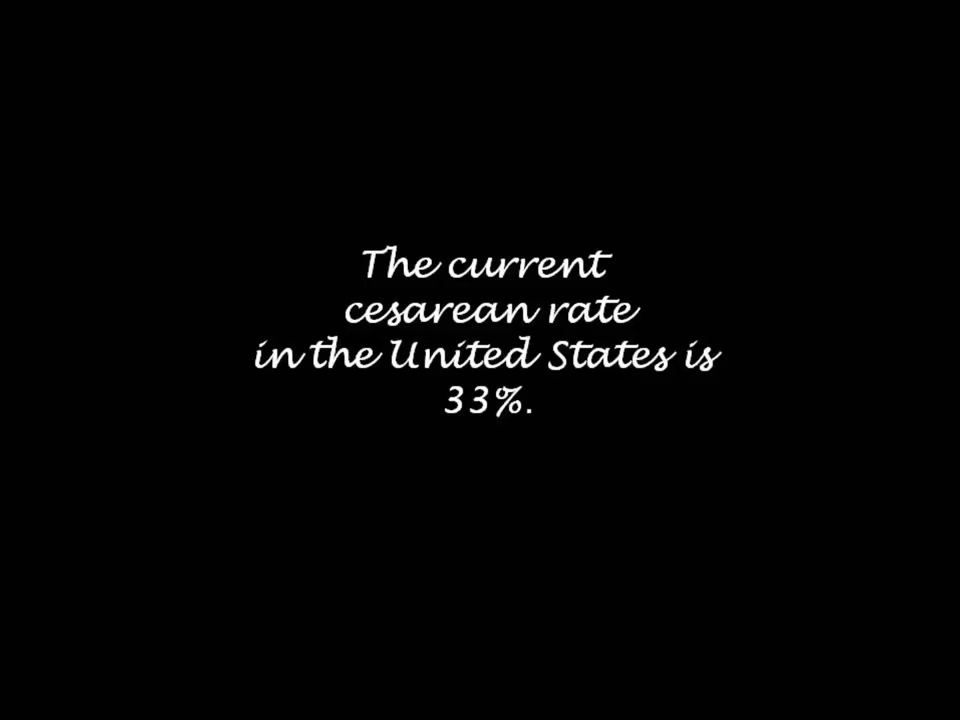 The current
cesarean rate
in the United States is
33%.